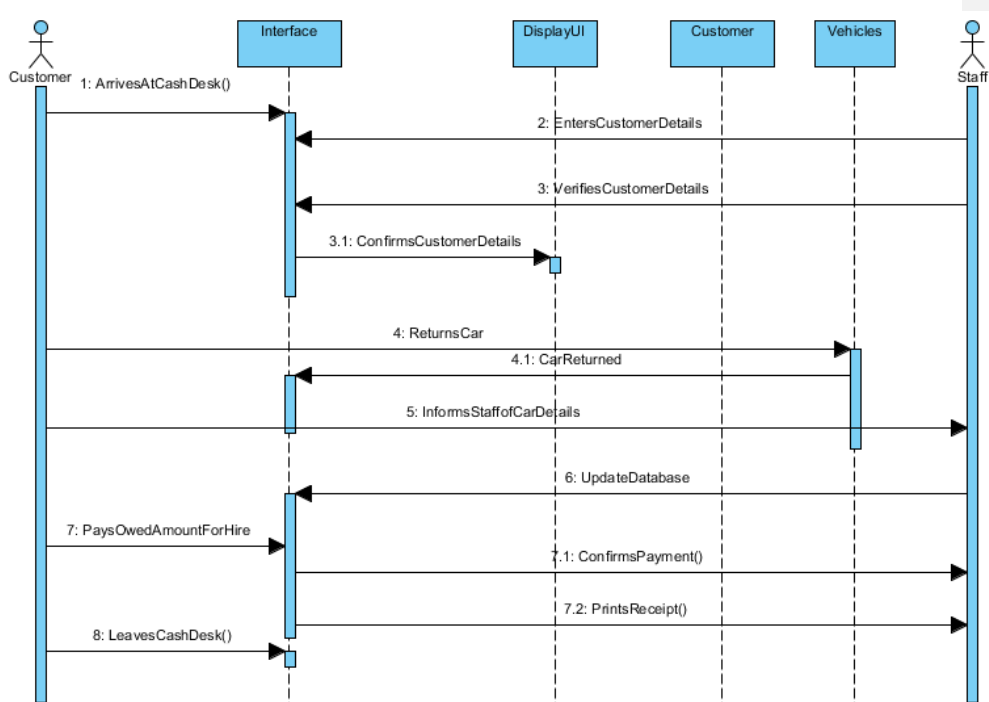 Interface
DisplayUI
Customer
Vehicles
Customer
Staff
1: ArrivesAtCashDesk()
2: EntersCustomerDetails
3: VerifiesCustomerDetails
3.1: ConfirmsCustomerDetails
4: ReturnsCar
4.1: CarReturned
5: InformsStaffofCarDetails
6: UpdateDatabase
7: PaysOwedAmountForHire
7.1: ConfirmsPayment()
7.2: PrintsReceipt()
8: LeavesCashDesk()